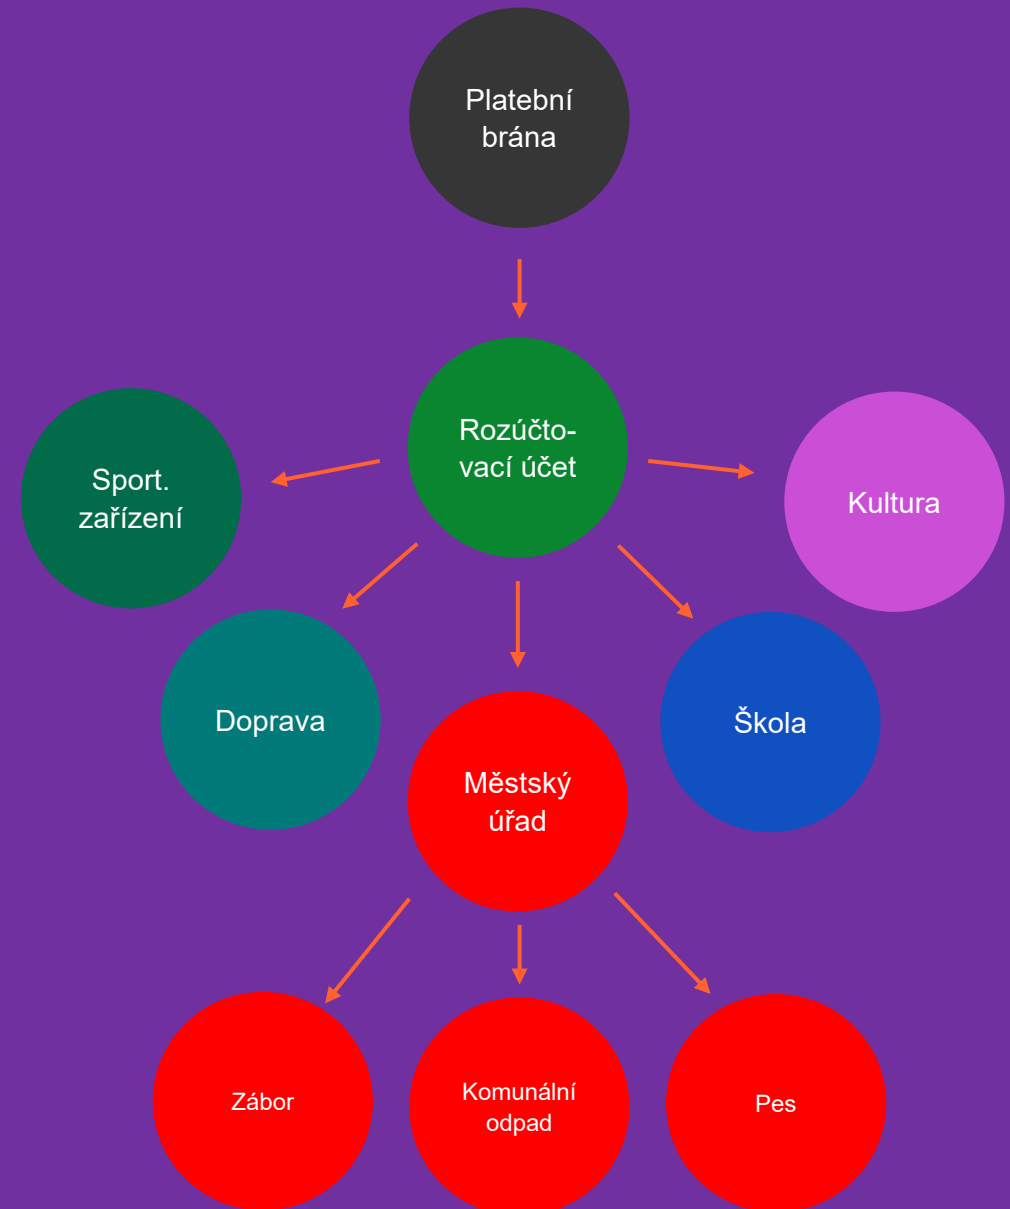 Platební
brána
Rozúčto-
vací účet
Sport.
zařízení
Kultura
Doprava
Škola
Městský
úřad
Zábor
Komunální
odpad
Pes